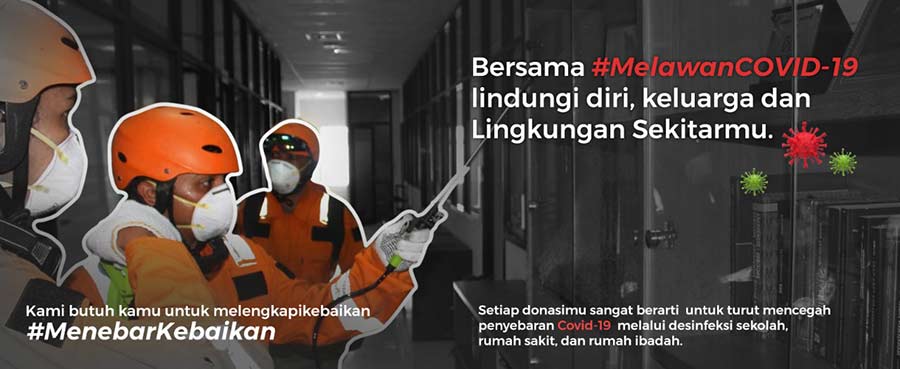 Bersama #MelawanCOVID-19
lindungi diri, keluarga dan
Lingkungan Sekitarmu.
Kami butuh kamu untuk melengkapikebaikan
#MenebarKebaikan
Setiap donasimu sangat berarti untuk turut mencegah
penyebaran Covid-19 melalui desinfeksi sekolah,
rumah sakit, dan rumah ibadah.